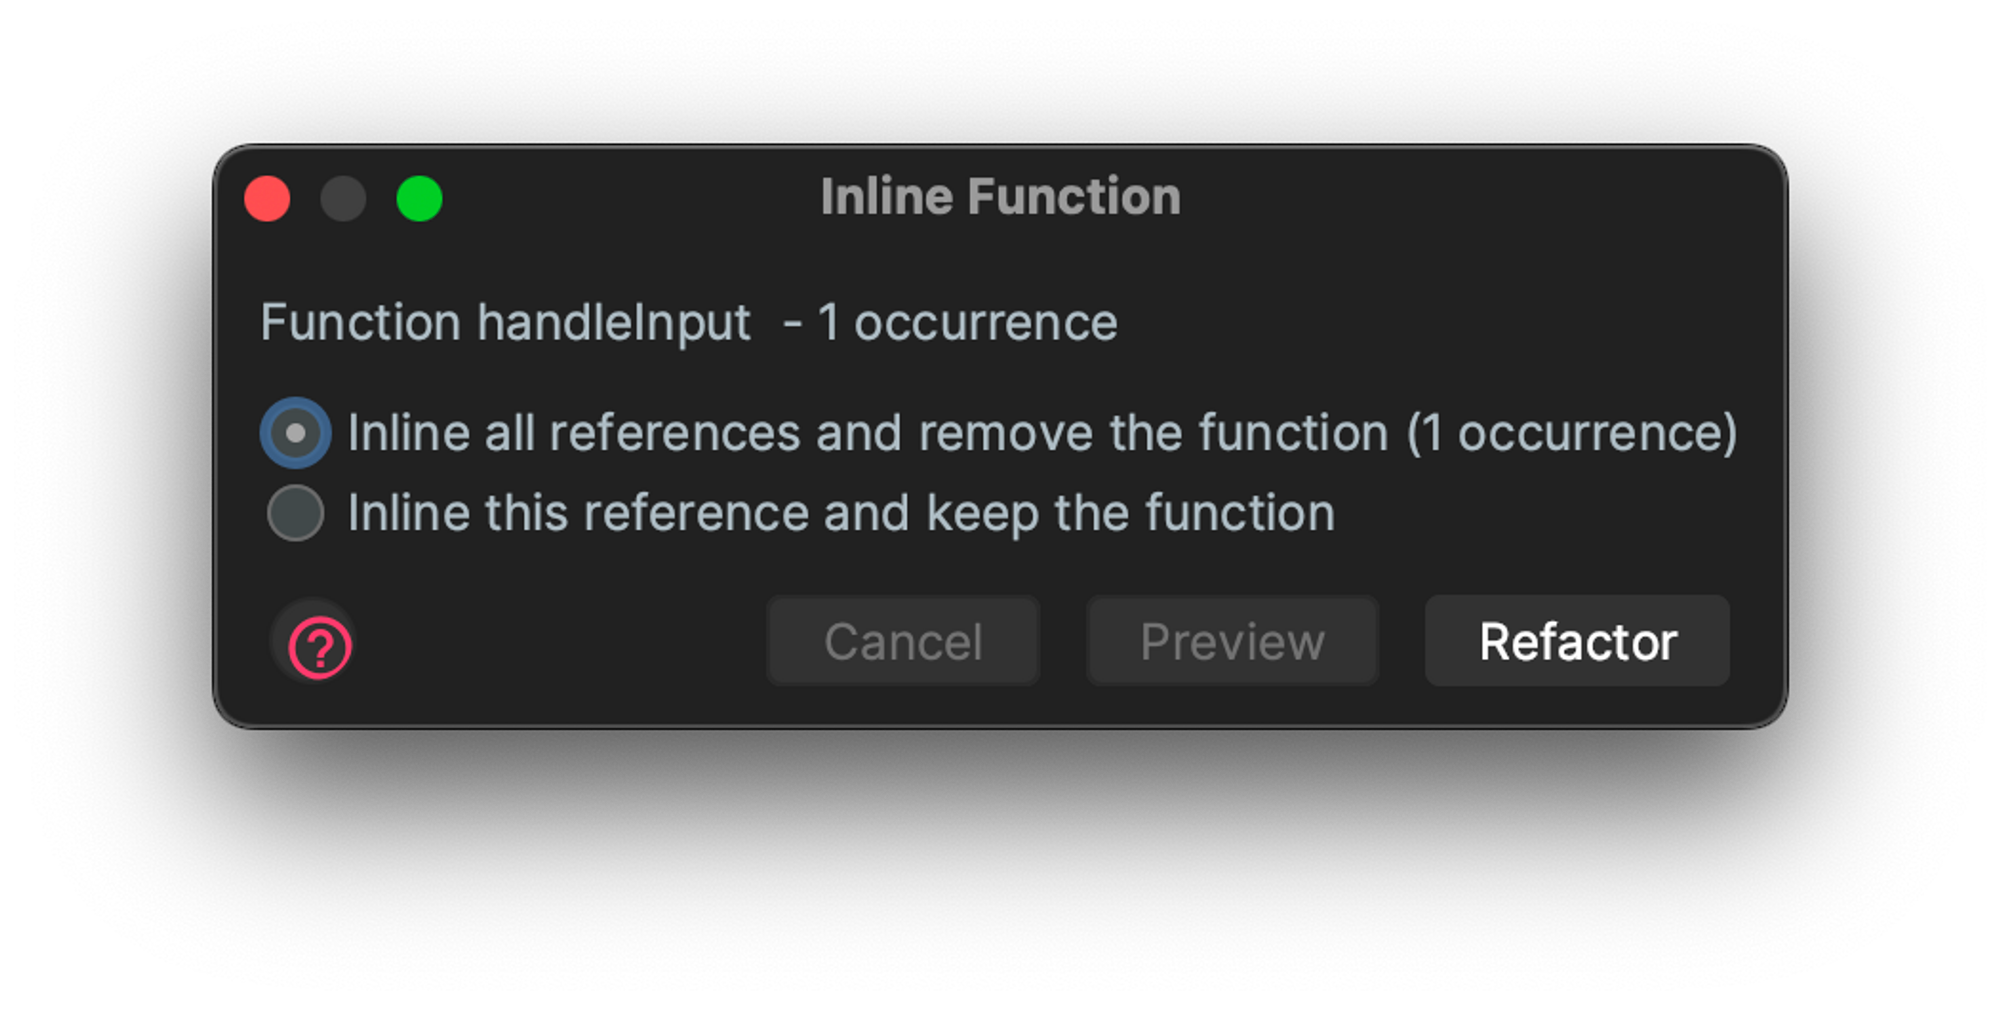 Inline Function
Function handleInput  - 1 occurrence
Inline all references and remove the function (1 occurrence)
Inline this reference and keep the function
? Cancel Preview Refactor